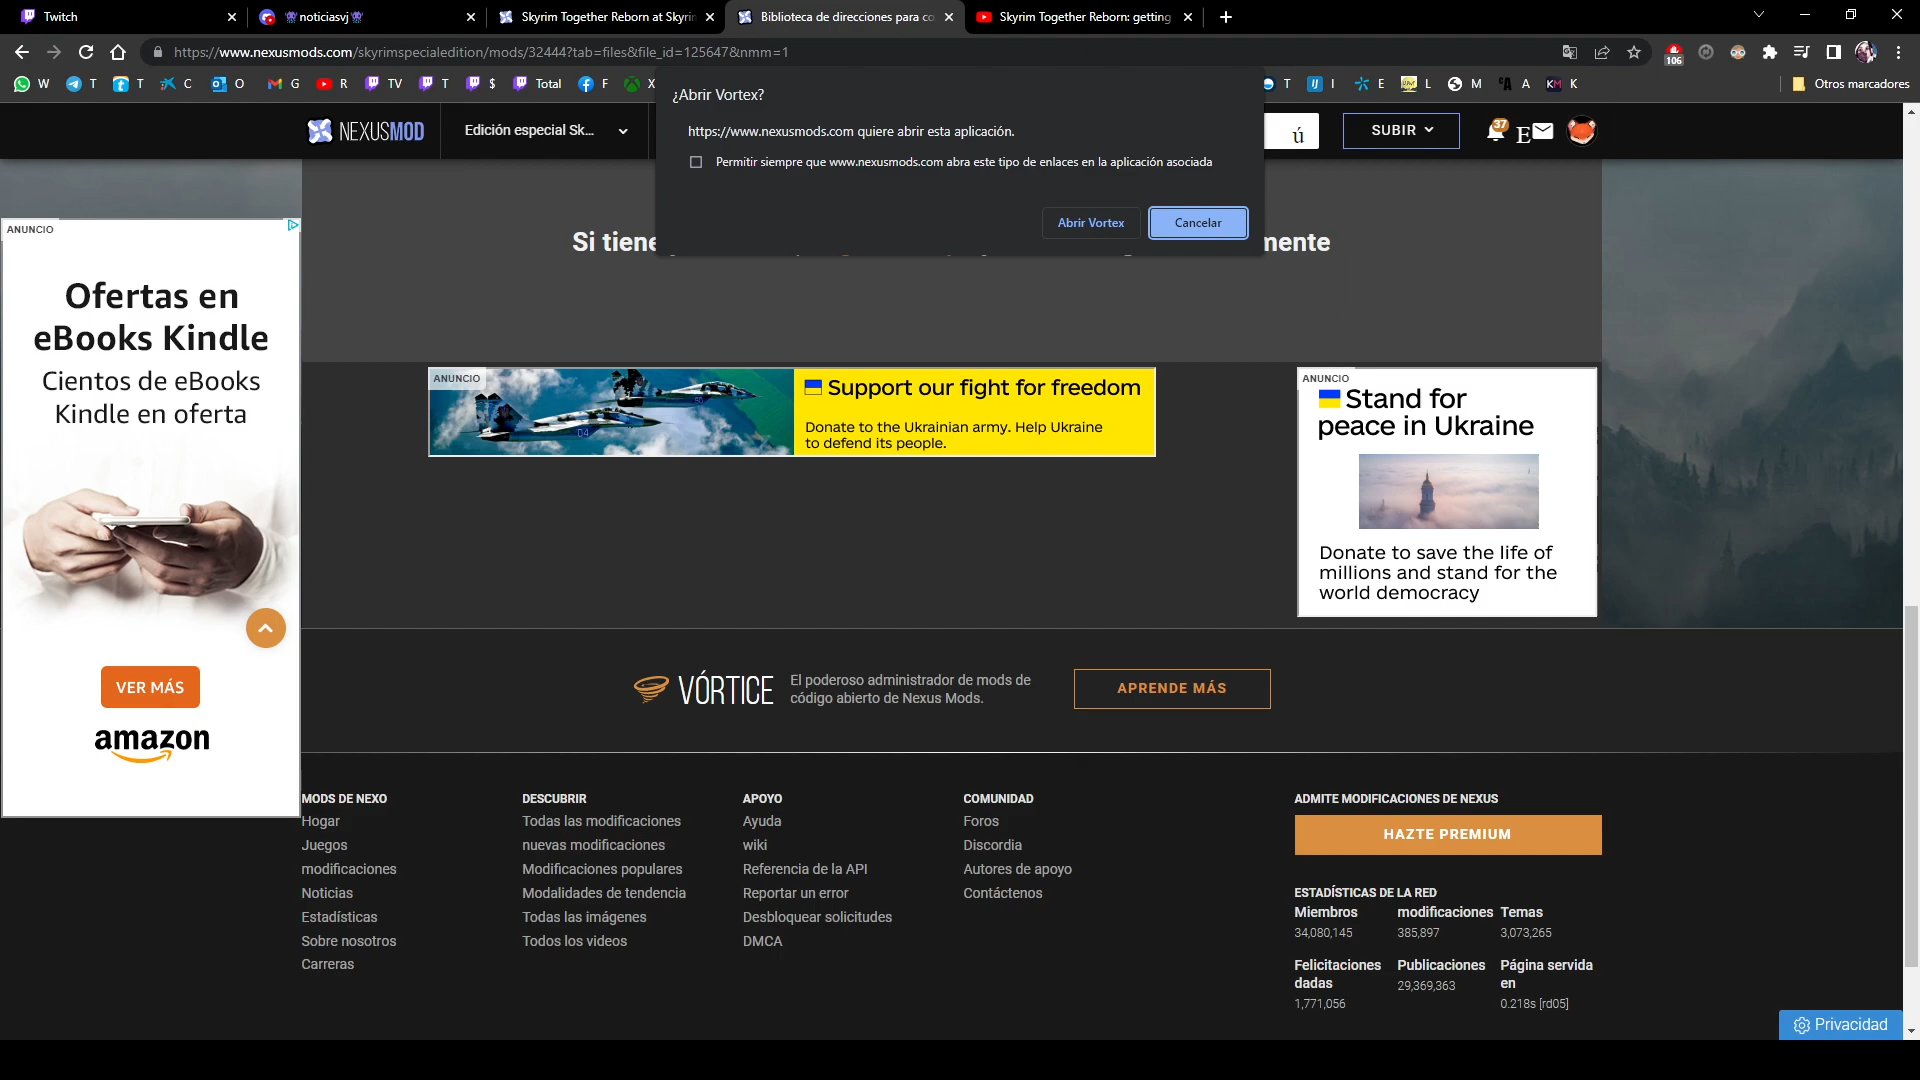 Twitch
noticiasvj
Skyrim Together Reborn at Skyrim
Biblioteca de direcciones para co
Skyrim Together Reborn: getting
https://www.nexusmods.com/skyrimspecialedition/mods/32444?tab=files&file_id=125647&nmm=1
106
W T T C O G R TV T $ Total F X T I E L M A K Otros marcadores
NEXUSMOD
Edición especial Sk...
ú
SUBIR
37
E
¿Abrir Vortex?
https://www.nexusmods.com quiere abrir esta aplicación.
Permitir siempre que www.nexusmods.com abra este tipo de enlaces en la aplicación asociada
Abrir Vortex
Cancelar
Si tiene
mente
ANUNCIO
Ofertas en
eBooks Kindle
Cientos de eBooks
Kindle en oferta
VER MÁS
amazon
ANUNCIO
Support our fight for freedom
Donate to the Ukrainian army. Help Ukraine
to defend its people.
ANUNCIO
Stand for
peace in Ukraine
Donate to save the life of
millions and stand for the
world democracy
VÓRTICE
El poderoso administrador de mods de
código abierto de Nexus Mods.
APRENDE MÁS
MODS DE NEXO
Hogar
Juegos
modificaciones
Noticias
Estadísticas
Sobre nosotros
Carreras
DESCUBRIR
Todas las modificaciones
nuevas modificaciones
Modificaciones populares
Modalidades de tendencia
Todas las imágenes
Todos los videos
APOYO
Ayuda
wiki
Referencia de la API
Reportar un error
Desbloquear solicitudes
DMCA
COMUNIDAD
Foros
Discordia
Autores de apoyo
Contáctenos
ADMITE MODIFICACIONES DE NEXUS
HAZTE PREMIUM
ESTADÍSTICAS DE LA RED
Miembros
34,080,145
modificaciones
385,897
Temas
3,073,265
Felicitaciones
dadas
1,771,056
Publicaciones
29,369,363
Página servida
en
0.218s [rd05]
Privacidad